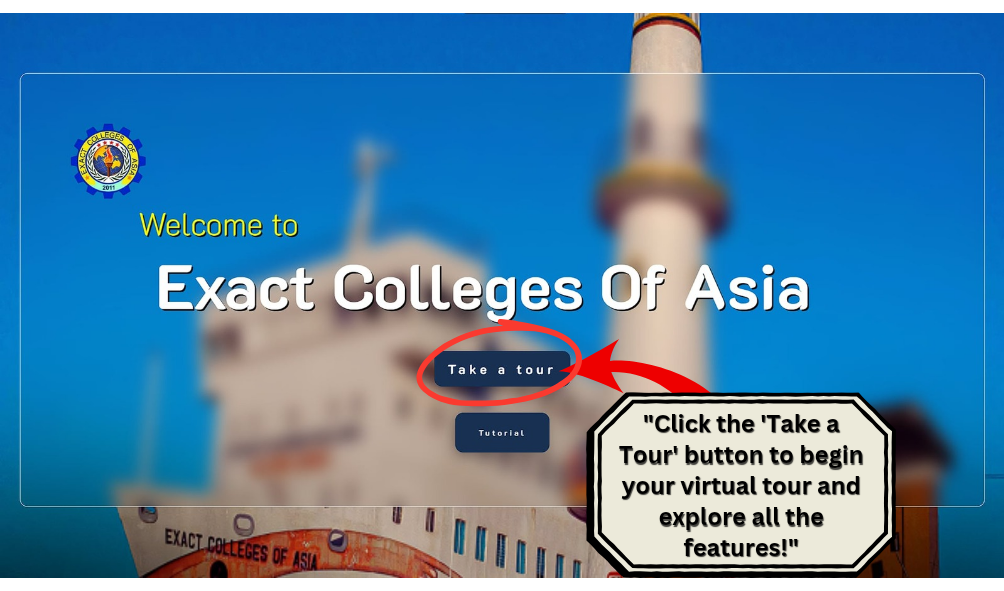 EXACT COLLEGES OF ASIA
2011
Welcome to
Exact Colleges Of Asia
Take a tour
Tutorial
"Click the 'Take a
Tour' button to begin
your virtual tour and
explore all the
features!"
EXACT COLLEGES OF ASIA